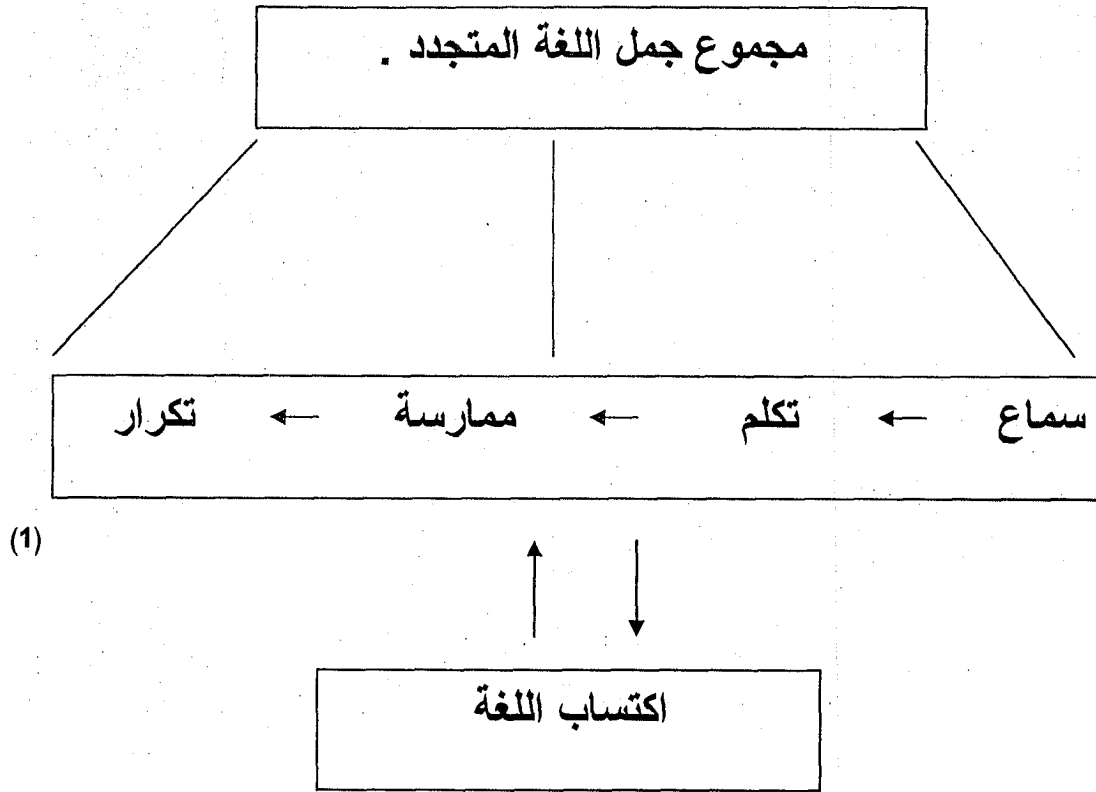 مجموع جمل اللغة المتجدد .
سماع ← تكلم ← ممارسة ← تكرار
(1)
اكتساب اللغة